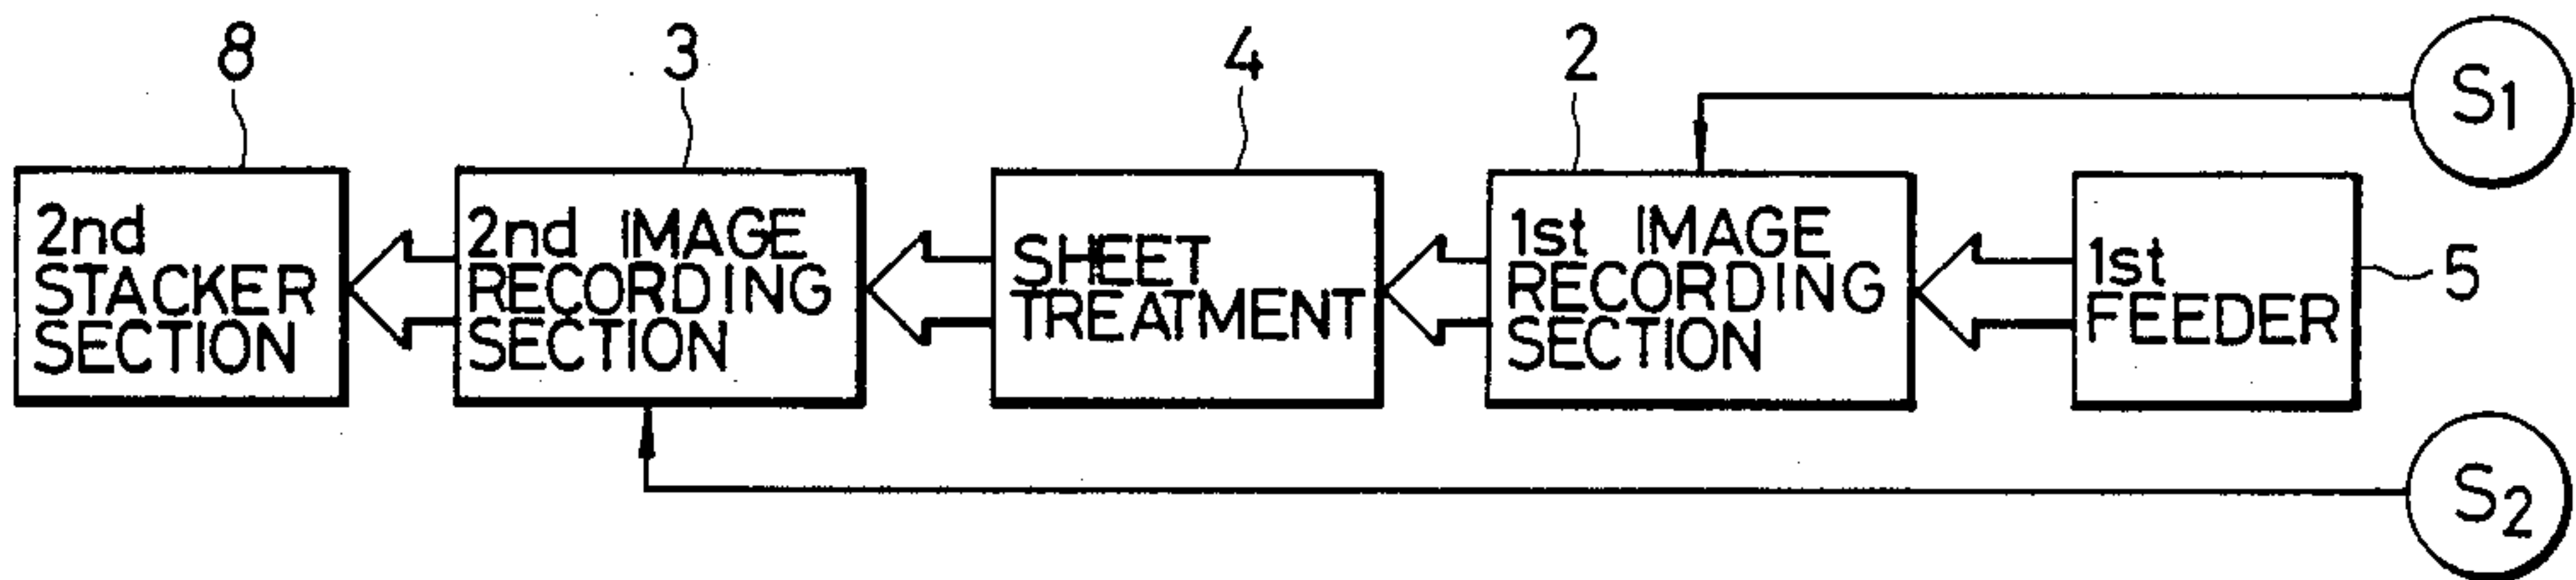 8
3
4
2
S1
2nd
STACKER
SECTION
2nd IMAGE
RECORDING
SECTION
SHEET
TREATMENT
1st IMAGE
RECORDING
SECTION
1st
FEEDER
5
S2